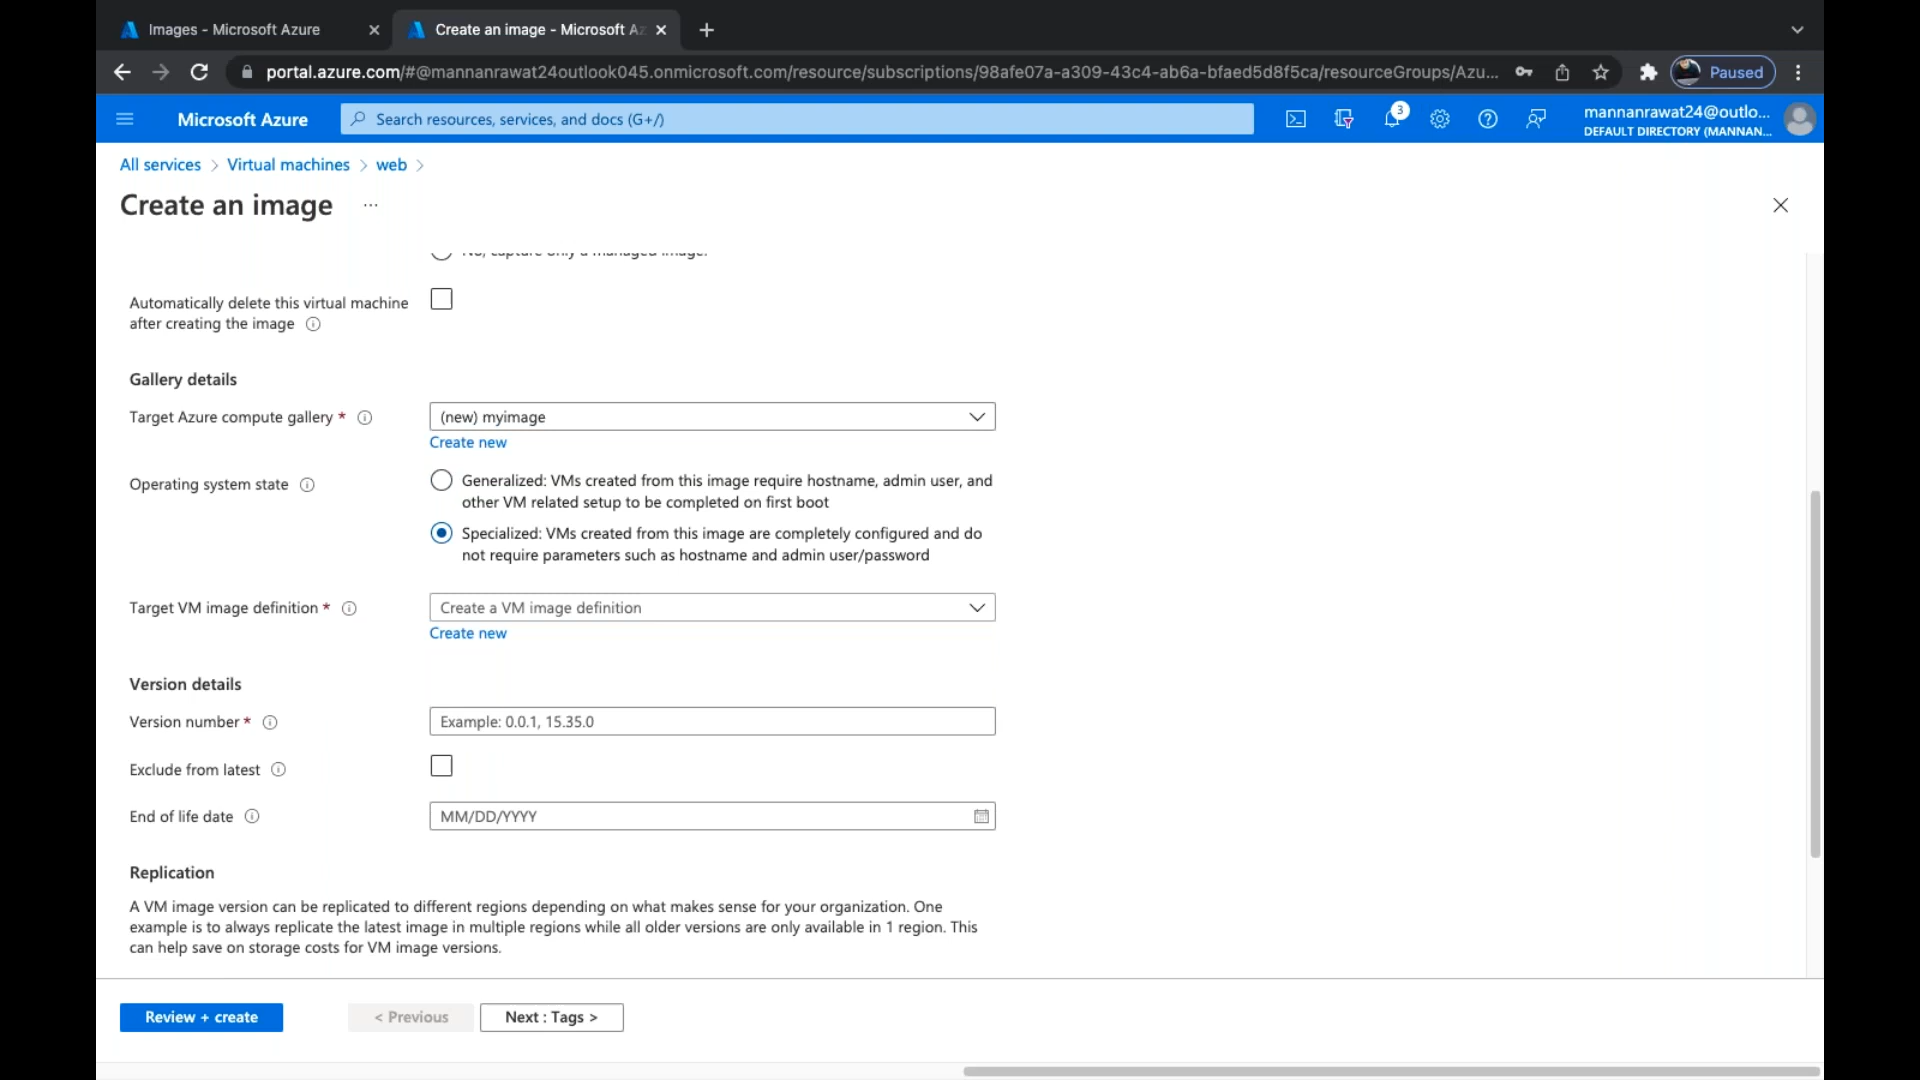 Images - Microsoft Azure
Create an image - Microsoft Az
portal.azure.com/#@mannanrawat24outlook045.onmicrosoft.com/resource/subscriptions/98afe07a-a309-43c4-ab6a-bfaed5d8f5ca/resourceGroups/Azu...
Paused
Microsoft Azure
Search resources, services, and docs (G+/)
3
mannanrawat24@outlo...
DEFAULT DIRECTORY (MANNAN...
All services > Virtual machines > web >
Create an image ...
No, capture only a managed image.
Automatically delete this virtual machine
after creating the image
Gallery details
Target Azure compute gallery *
(new) myimage
Create new
Operating system state
Generalized: VMs created from this image require hostname, admin user, and
other VM related setup to be completed on first boot
Specialized: VMs created from this image are completely configured and do
not require parameters such as hostname and admin user/password
Target VM image definition *
Create a VM image definition
Create new
Version details
Version number *
Example: 0.0.1, 15.35.0
Exclude from latest
End of life date
MM/DD/YYYY
Replication
A VM image version can be replicated to different regions depending on what makes sense for your organization. One
example is to always replicate the latest image in multiple regions while all older versions are only available in 1 region. This
can help save on storage costs for VM image versions.
Review + create
< Previous
Next : Tags >